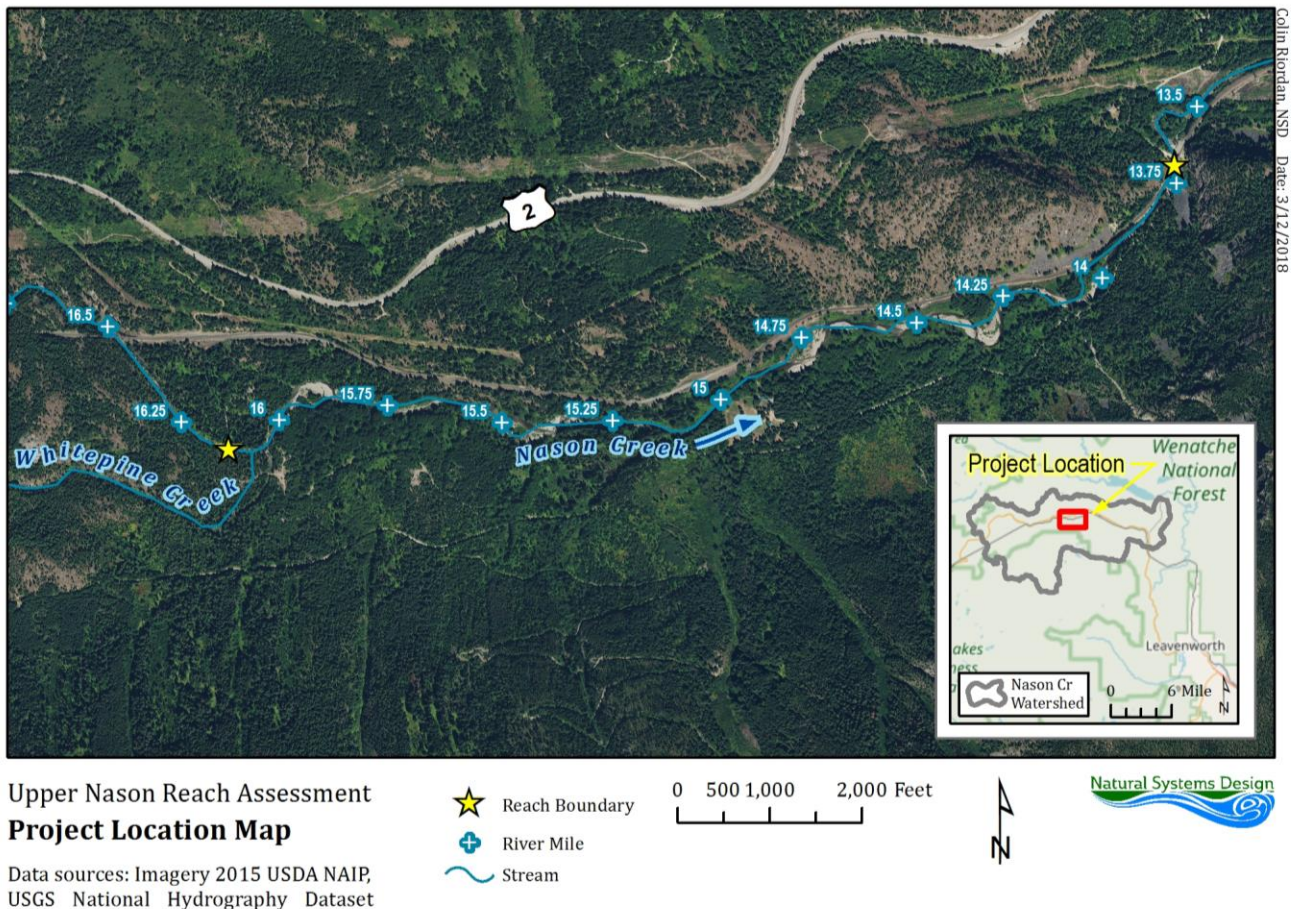 Colin Riordan, NSD Date: 3/12/2018
2
13.5
13.75
14
14.25
14.5
14.75
15
15.25
15.5
15.75
16
16.25
16.5
Whitepine Creek
Nason Creek
Project Location
Wenatche
National
Forest
Leavenworth
akes
ness
Nason Cr
Watershed
0 6 Mile
N
Upper Nason Reach Assessment
Project Location Map
Data sources: Imagery 2015 USDA NAIP,
USGS National Hydrography Dataset
Reach Boundary
River Mile
Stream
0 500 1,000 2,000 Feet
N
Natural Systems Design